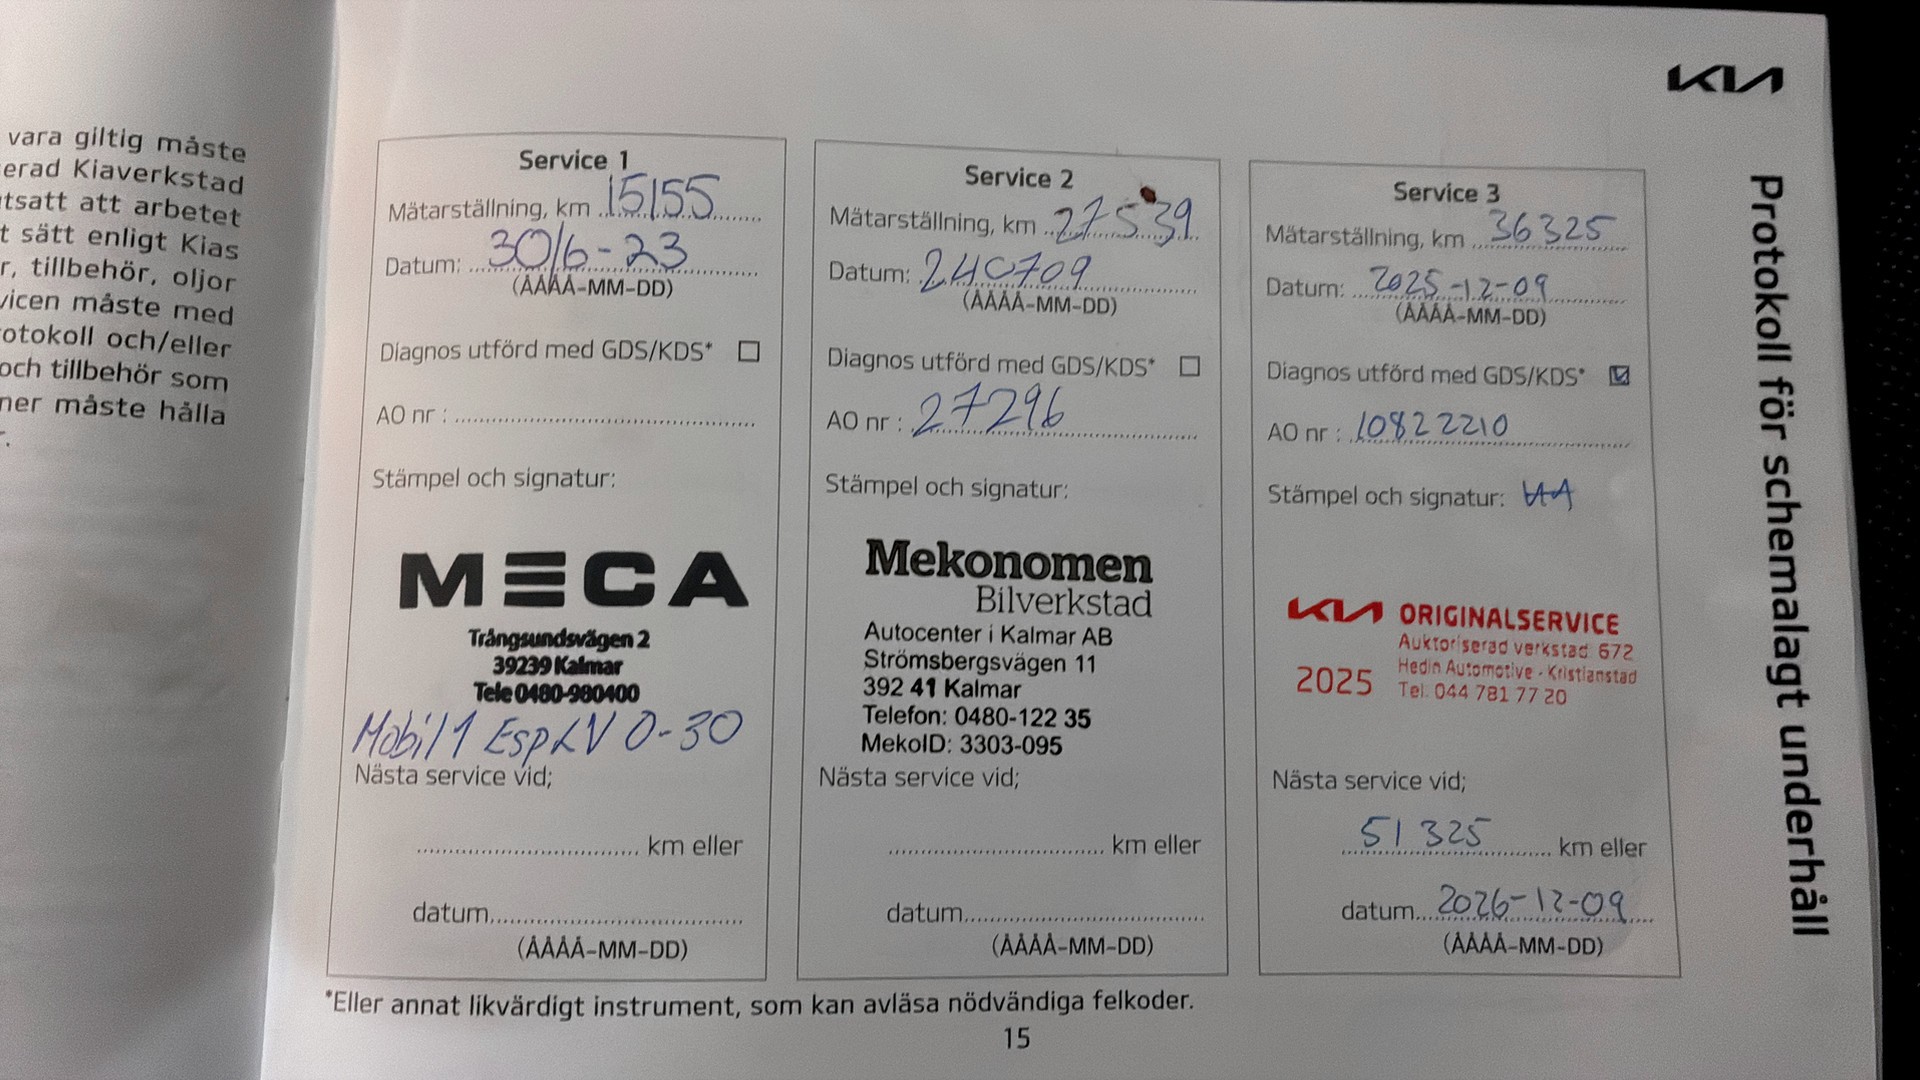 vara giltig måste
erad Kiaverkstad
tsatt att arbetet
t sätt enligt Kias
r, tillbehör, oljor
vicen måste med
otokoll och/eller
och tillbehör som
ner måste hålla
r.
KIA
Protokoll för schemalagt underhåll
Service 1
Mätarställning, km 15155
Datum: 30/6-23
(ÅÅÅÅ-MM-DD)
Diagnos utförd med GDS/KDS*
AO nr :
Stämpel och signatur:
MECA
Trångsundsvägen 2
39239 Kalmar
Tele 0480-980400
Mobil 1 Esp LV 0-30
Nästa service vid;
km eller
datum
(ÅÅÅÅ-MM-DD)
Service 2
Mätarställning, km 27539
Datum: 240709
(ÅÅÅÅ-MM-DD)
Diagnos utförd med GDS/KDS*
AO nr : 27296
Stämpel och signatur:
Mekonomen
Bilverkstad
Autocenter i Kalmar AB
Strömsbergsvägen 11
392 41 Kalmar
Telefon: 0480-122 35
MekoID: 3303-095
Nästa service vid;
km eller
datum
(ÅÅÅÅ-MM-DD)
Service 3
Mätarställning, km 36325
Datum: 2025-12-09
(ÅÅÅÅ-MM-DD)
Diagnos utförd med GDS/KDS*
AO nr : 10822210
Stämpel och signatur:
KIA ORIGINALSERVICE
Auktoriserad verkstad 672
Hedin Automotive - Kristianstad
2025
Tel. 044 781 77 20
Nästa service vid;
51 325 km eller
datum 2026-12-09
(ÅÅÅÅ-MM-DD)
*Eller annat likvärdigt instrument, som kan avläsa nödvändiga felkoder.
15